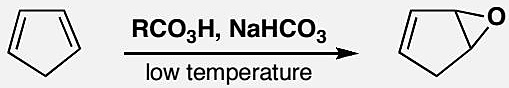 RCO₃H, NaHCO₃
low temperature
O